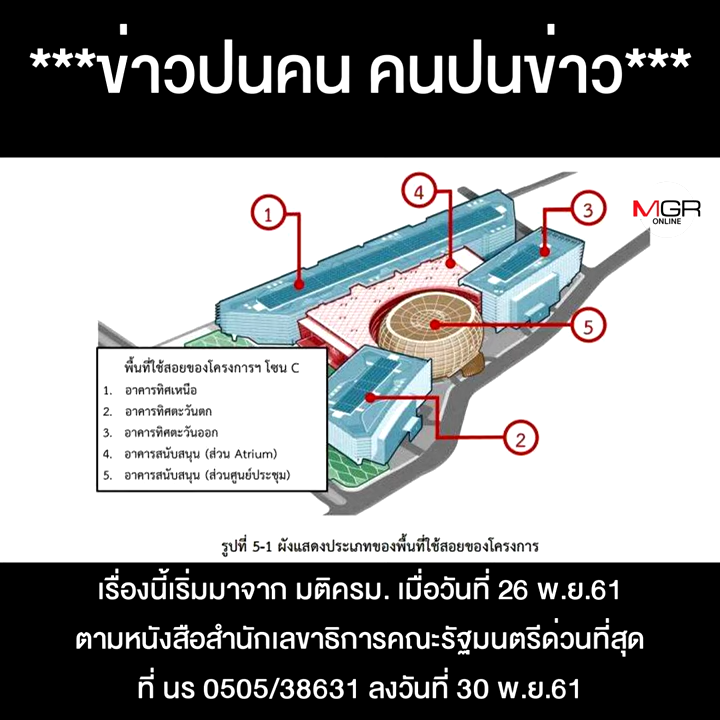 ***ข่าวปนคน คนปนข่าว***
MGR
ONLINE
1
4
3
5
2
พื้นที่ใช้สอยของโครงการฯ โซน C
1. อาคารทิศเหนือ
2. อาคารทิศตะวันตก
3. อาคารทิศตะวันออก
4. อาคารสนับสนุน (ส่วน Atrium)
5. อาคารสนับสนุน (ส่วนศูนย์ประชุม)
รูปที่ 5-1 ผังแสดงประเภทของพื้นที่ใช้สอยของโครงการ
เรื่องนี้เริ่มมาจาก มติครม. เมื่อวันที่ 26 พ.ย.61
ตามหนังสือสำนักเลขาธิการคณะรัฐมนตรีด่วนที่สุด
ที่ นร 0505/38631 ลงวันที่ 30 พ.ย.61